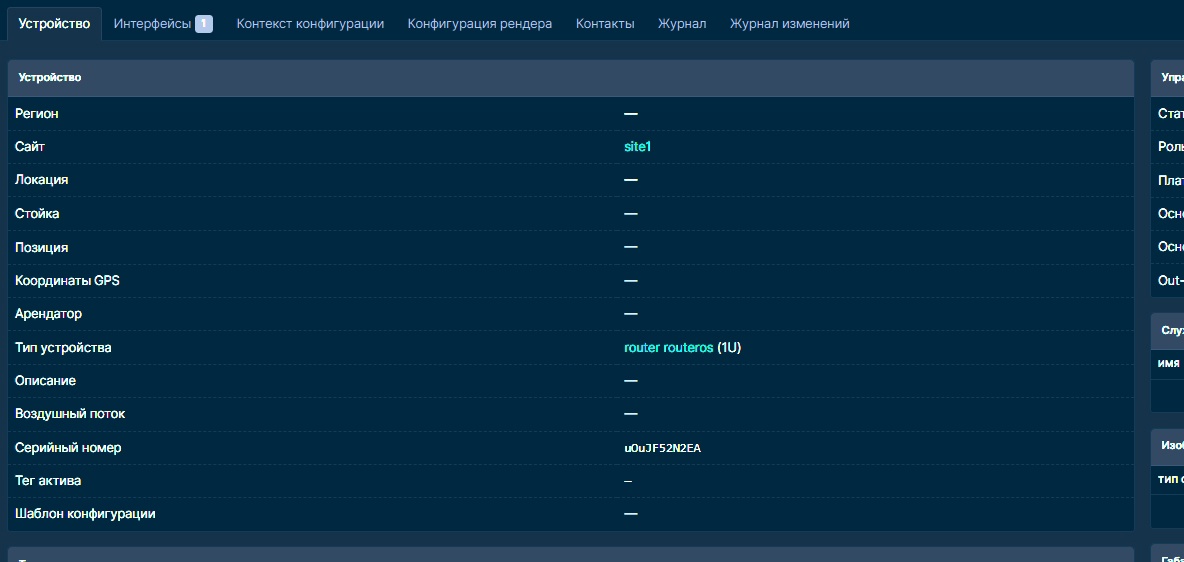 Устройство Интерфейсы 1 Контекст конфигурации Конфигурация рендера Контакты Журнал Журнал изменений
Устройство
Регион —
Сайт site1
Локация —
Стойка —
Позиция —
Координаты GPS —
Арендатор —
Тип устройства router routeros (1U)
Описание —
Воздушный поток —
Серийный номер uOuJF52N2EA
Тег актива —
Шаблон конфигурации —
Упра
Стат
Роль
Плат
Осно
Осно
Out-
Слу
имя
Изоб
тип о